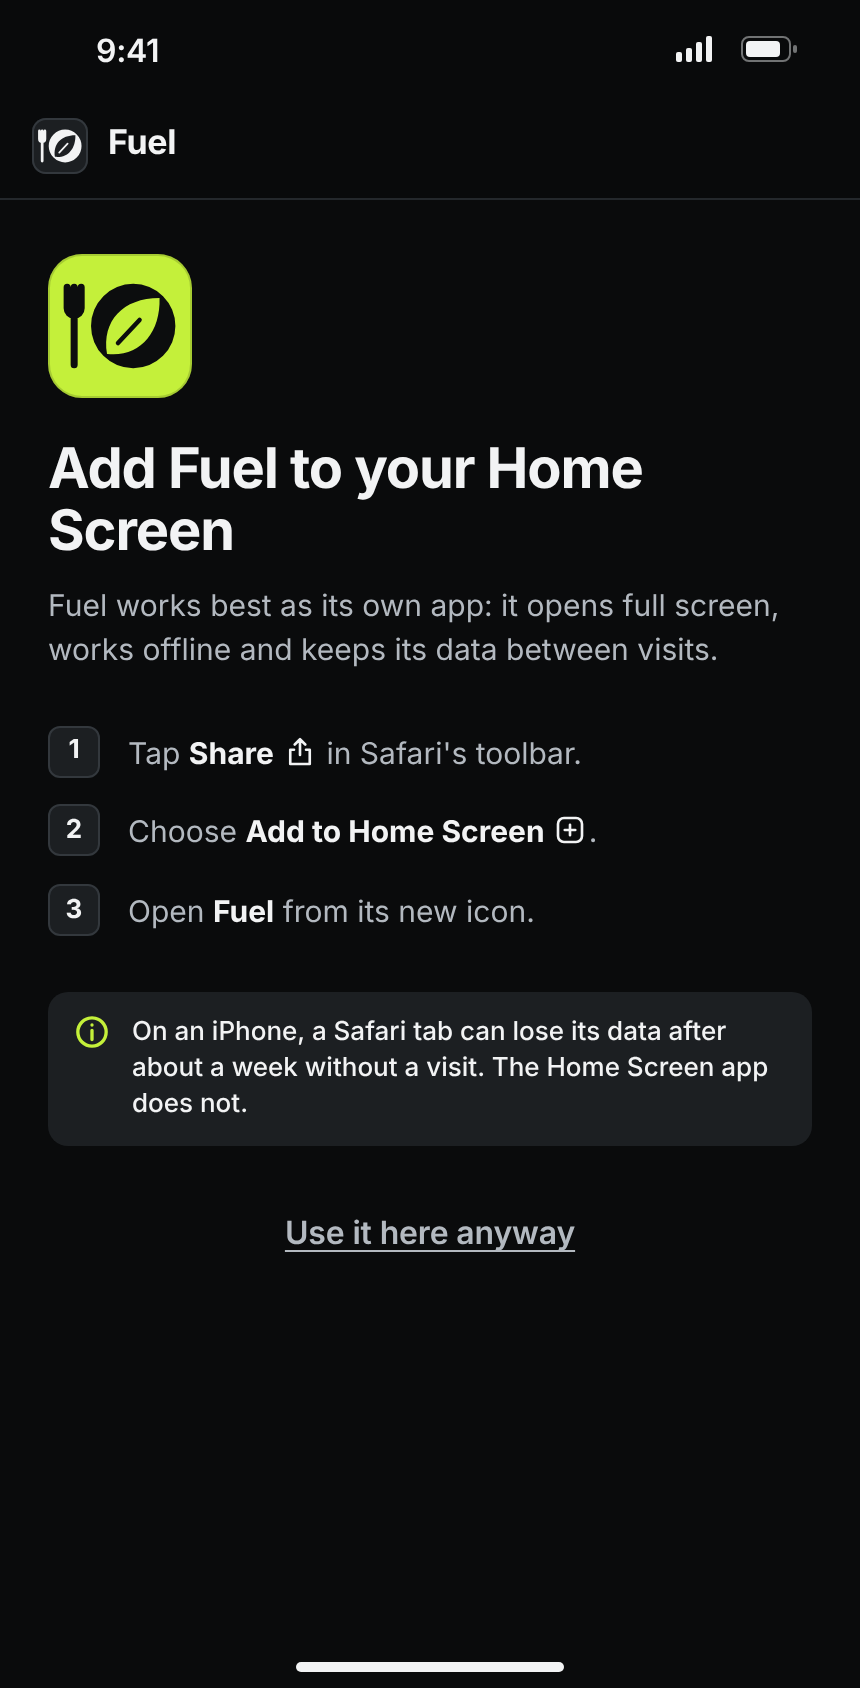 9:41
Fuel
Add Fuel to your Home
Screen
Fuel works best as its own app: it opens full screen,
works offline and keeps its data between visits.
1 Tap Share in Safari's toolbar.
2 Choose Add to Home Screen .
3 Open Fuel from its new icon.
On an iPhone, a Safari tab can lose its data after
about a week without a visit. The Home Screen app
does not.
Use it here anyway